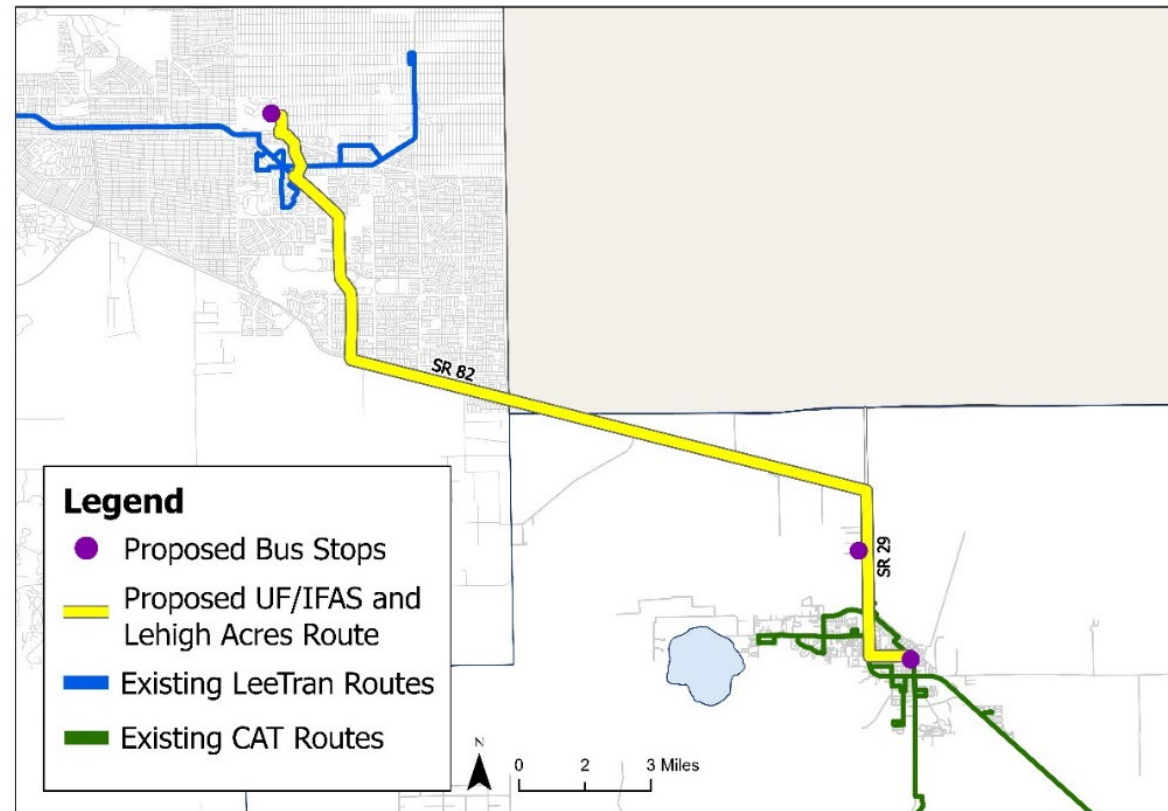 SR 82
SR 29
Legend
Proposed Bus Stops
Proposed UF/IFAS and
Lehigh Acres Route
Existing LeeTran Routes
Existing CAT Routes
N
0 2 3 Miles